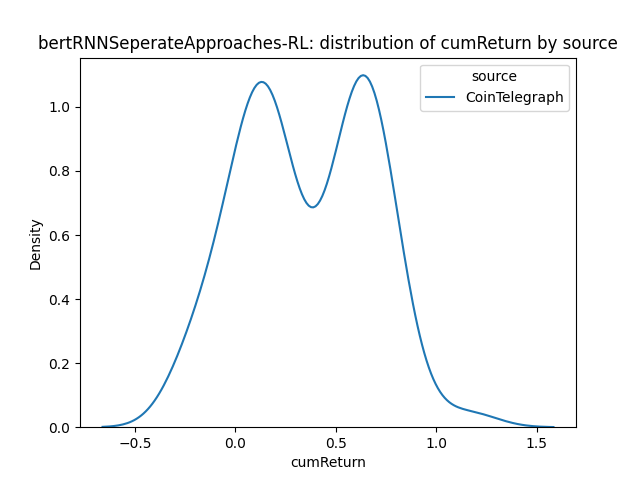 bertRNNSeperateApproaches-RL: distribution of cumReturn by source
source
CoinTelegraph
Density
1.0
0.8
0.6
0.4
0.2
0.0
−0.5 0.0 0.5 1.0 1.5
cumReturn